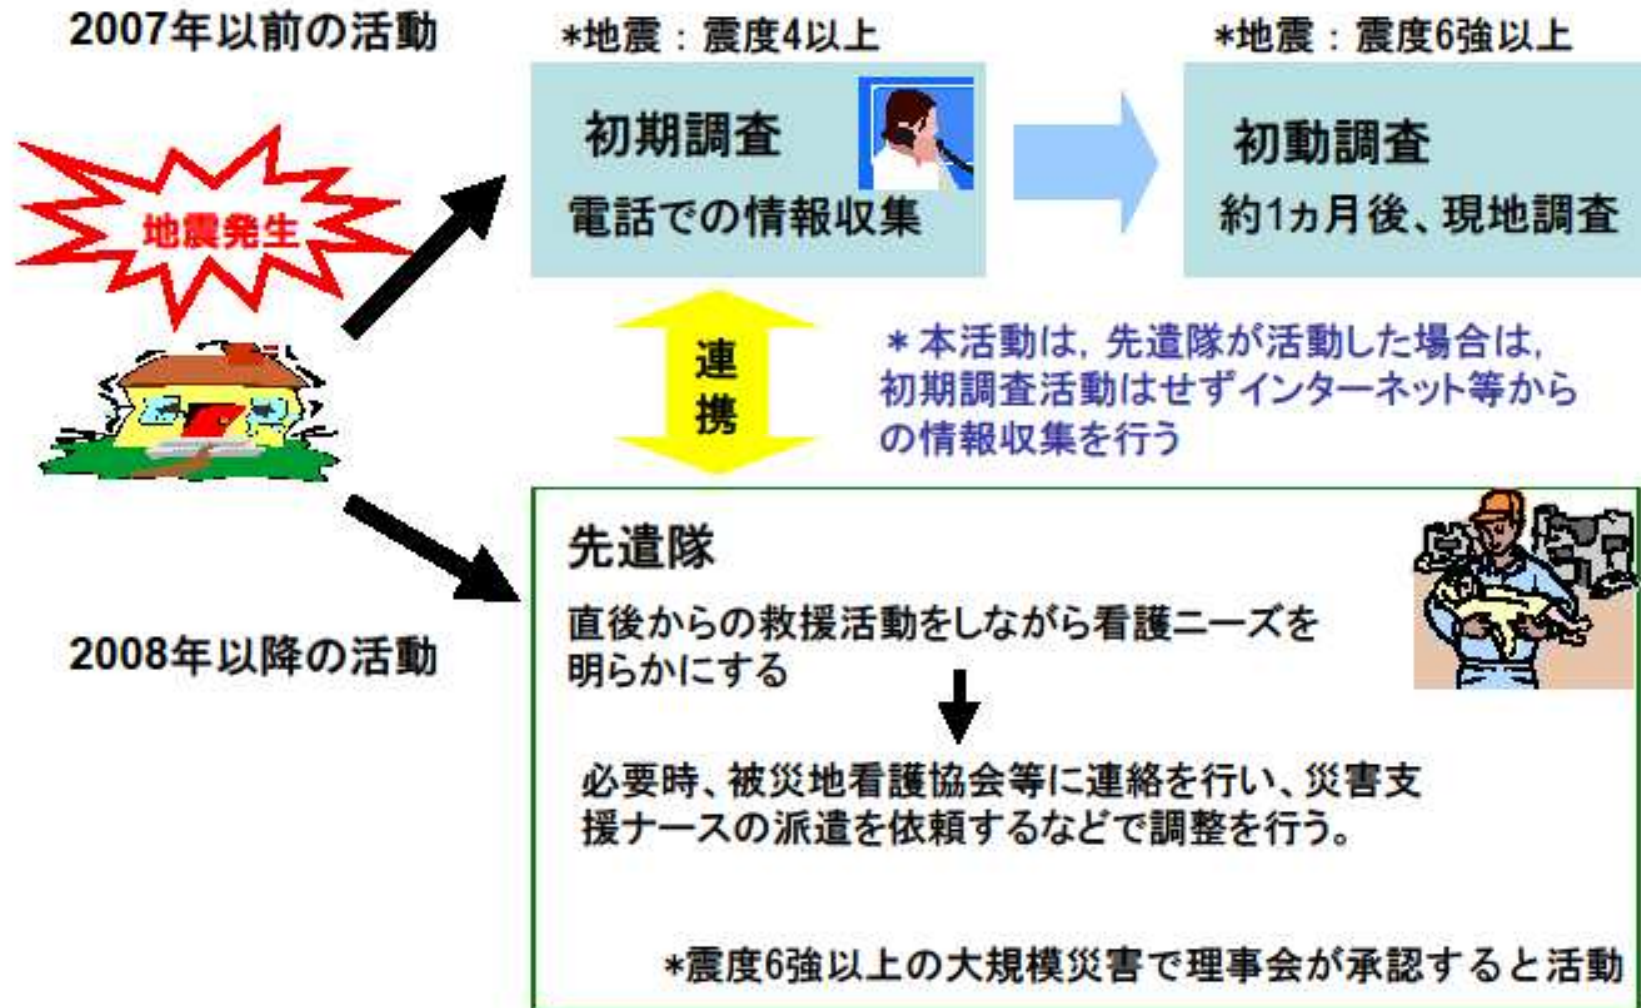 2007年以前の活動
*地震：震度4以上
*地震：震度6強以上
初期調査
電話での情報収集
初動調査
約1ヵ月後、現地調査
地震発生
連
携
＊本活動は，先遣隊が活動した場合は，
初期調査活動はせずインターネット等から
の情報収集を行う
2008年以降の活動
先遣隊
直後からの救援活動をしながら看護ニーズを
明らかにする
必要時、被災地看護協会等に連絡を行い、災害支
援ナースの派遣を依頼するなどで調整を行う。
*震度6強以上の大規模災害で理事会が承認すると活動